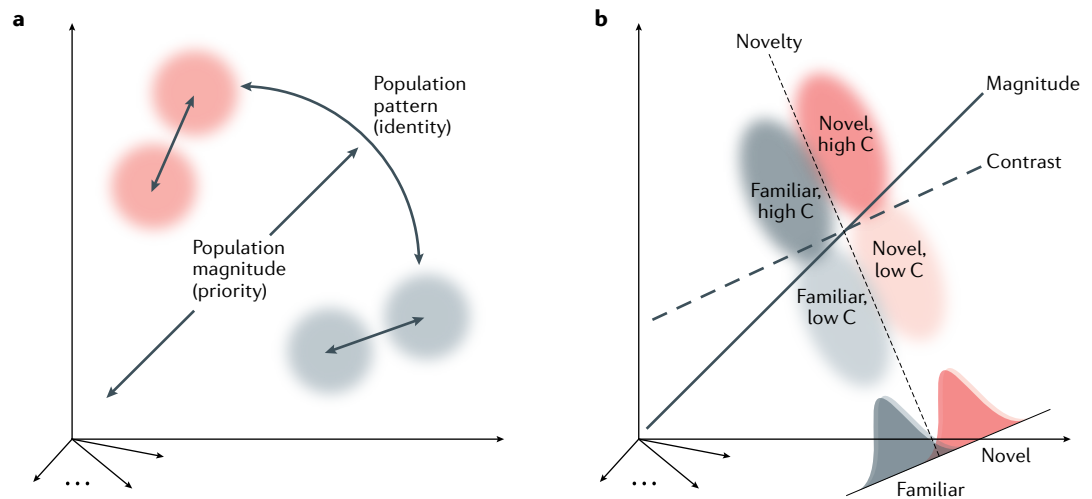 a
Population
pattern
(identity)
Population
magnitude
(priority)
...
b
Novelty
Magnitude
Novel,
high C
Contrast
Familiar,
high C
Novel,
low C
Familiar,
low C
Novel
Familiar
...